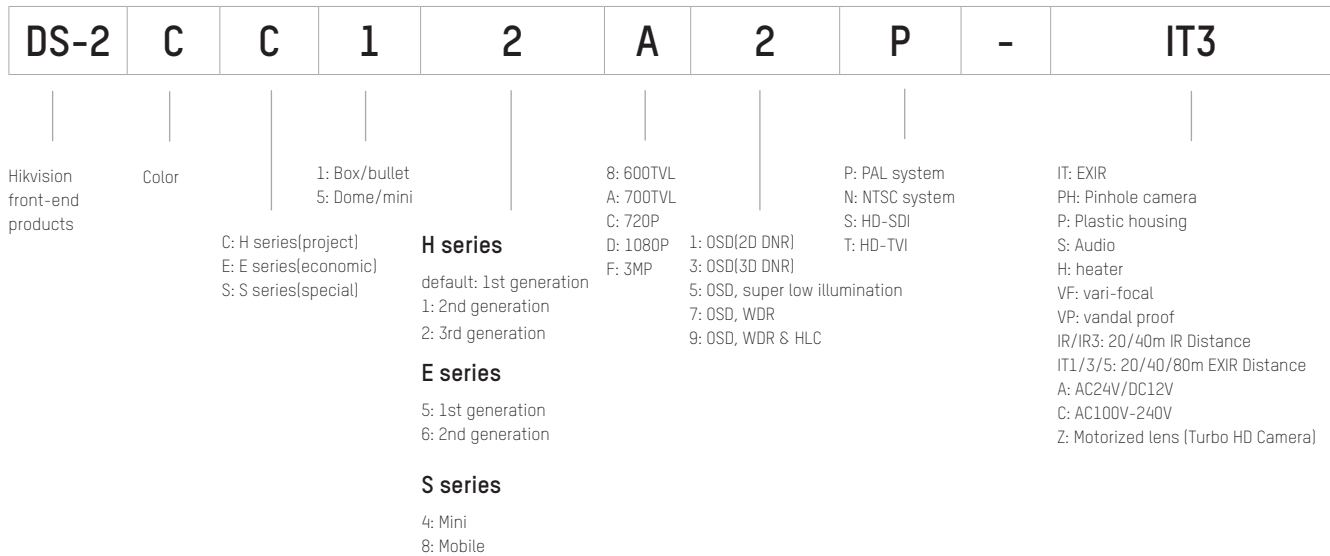 DS-2 C C 1 2 A 2 P - IT3
Hikvision
front-end
products
Color
C: H series(project)
E: E series(economic)
S: S series(special)
1: Box/bullet
5: Dome/mini
H series
default: 1st generation
1: 2nd generation
2: 3rd generation
E series
5: 1st generation
6: 2nd generation
S series
4: Mini
8: Mobile
8: 600TVL
A: 700TVL
C: 720P
D: 1080P
F: 3MP
1: OSD(2D DNR)
3: OSD(3D DNR)
5: OSD, super low illumination
7: OSD, WDR
9: OSD, WDR & HLC
P: PAL system
N: NTSC system
S: HD-SDI
T: HD-TVI
IT: EXIR
PH: Pinhole camera
P: Plastic housing
S: Audio
H: heater
VF: vari-focal
VP: vandal proof
IR/IR3: 20/40m IR Distance
IT1/3/5: 20/40/80m EXIR Distance
A: AC24V/DC12V
C: AC100V-240V
Z: Motorized lens (Turbo HD Camera)